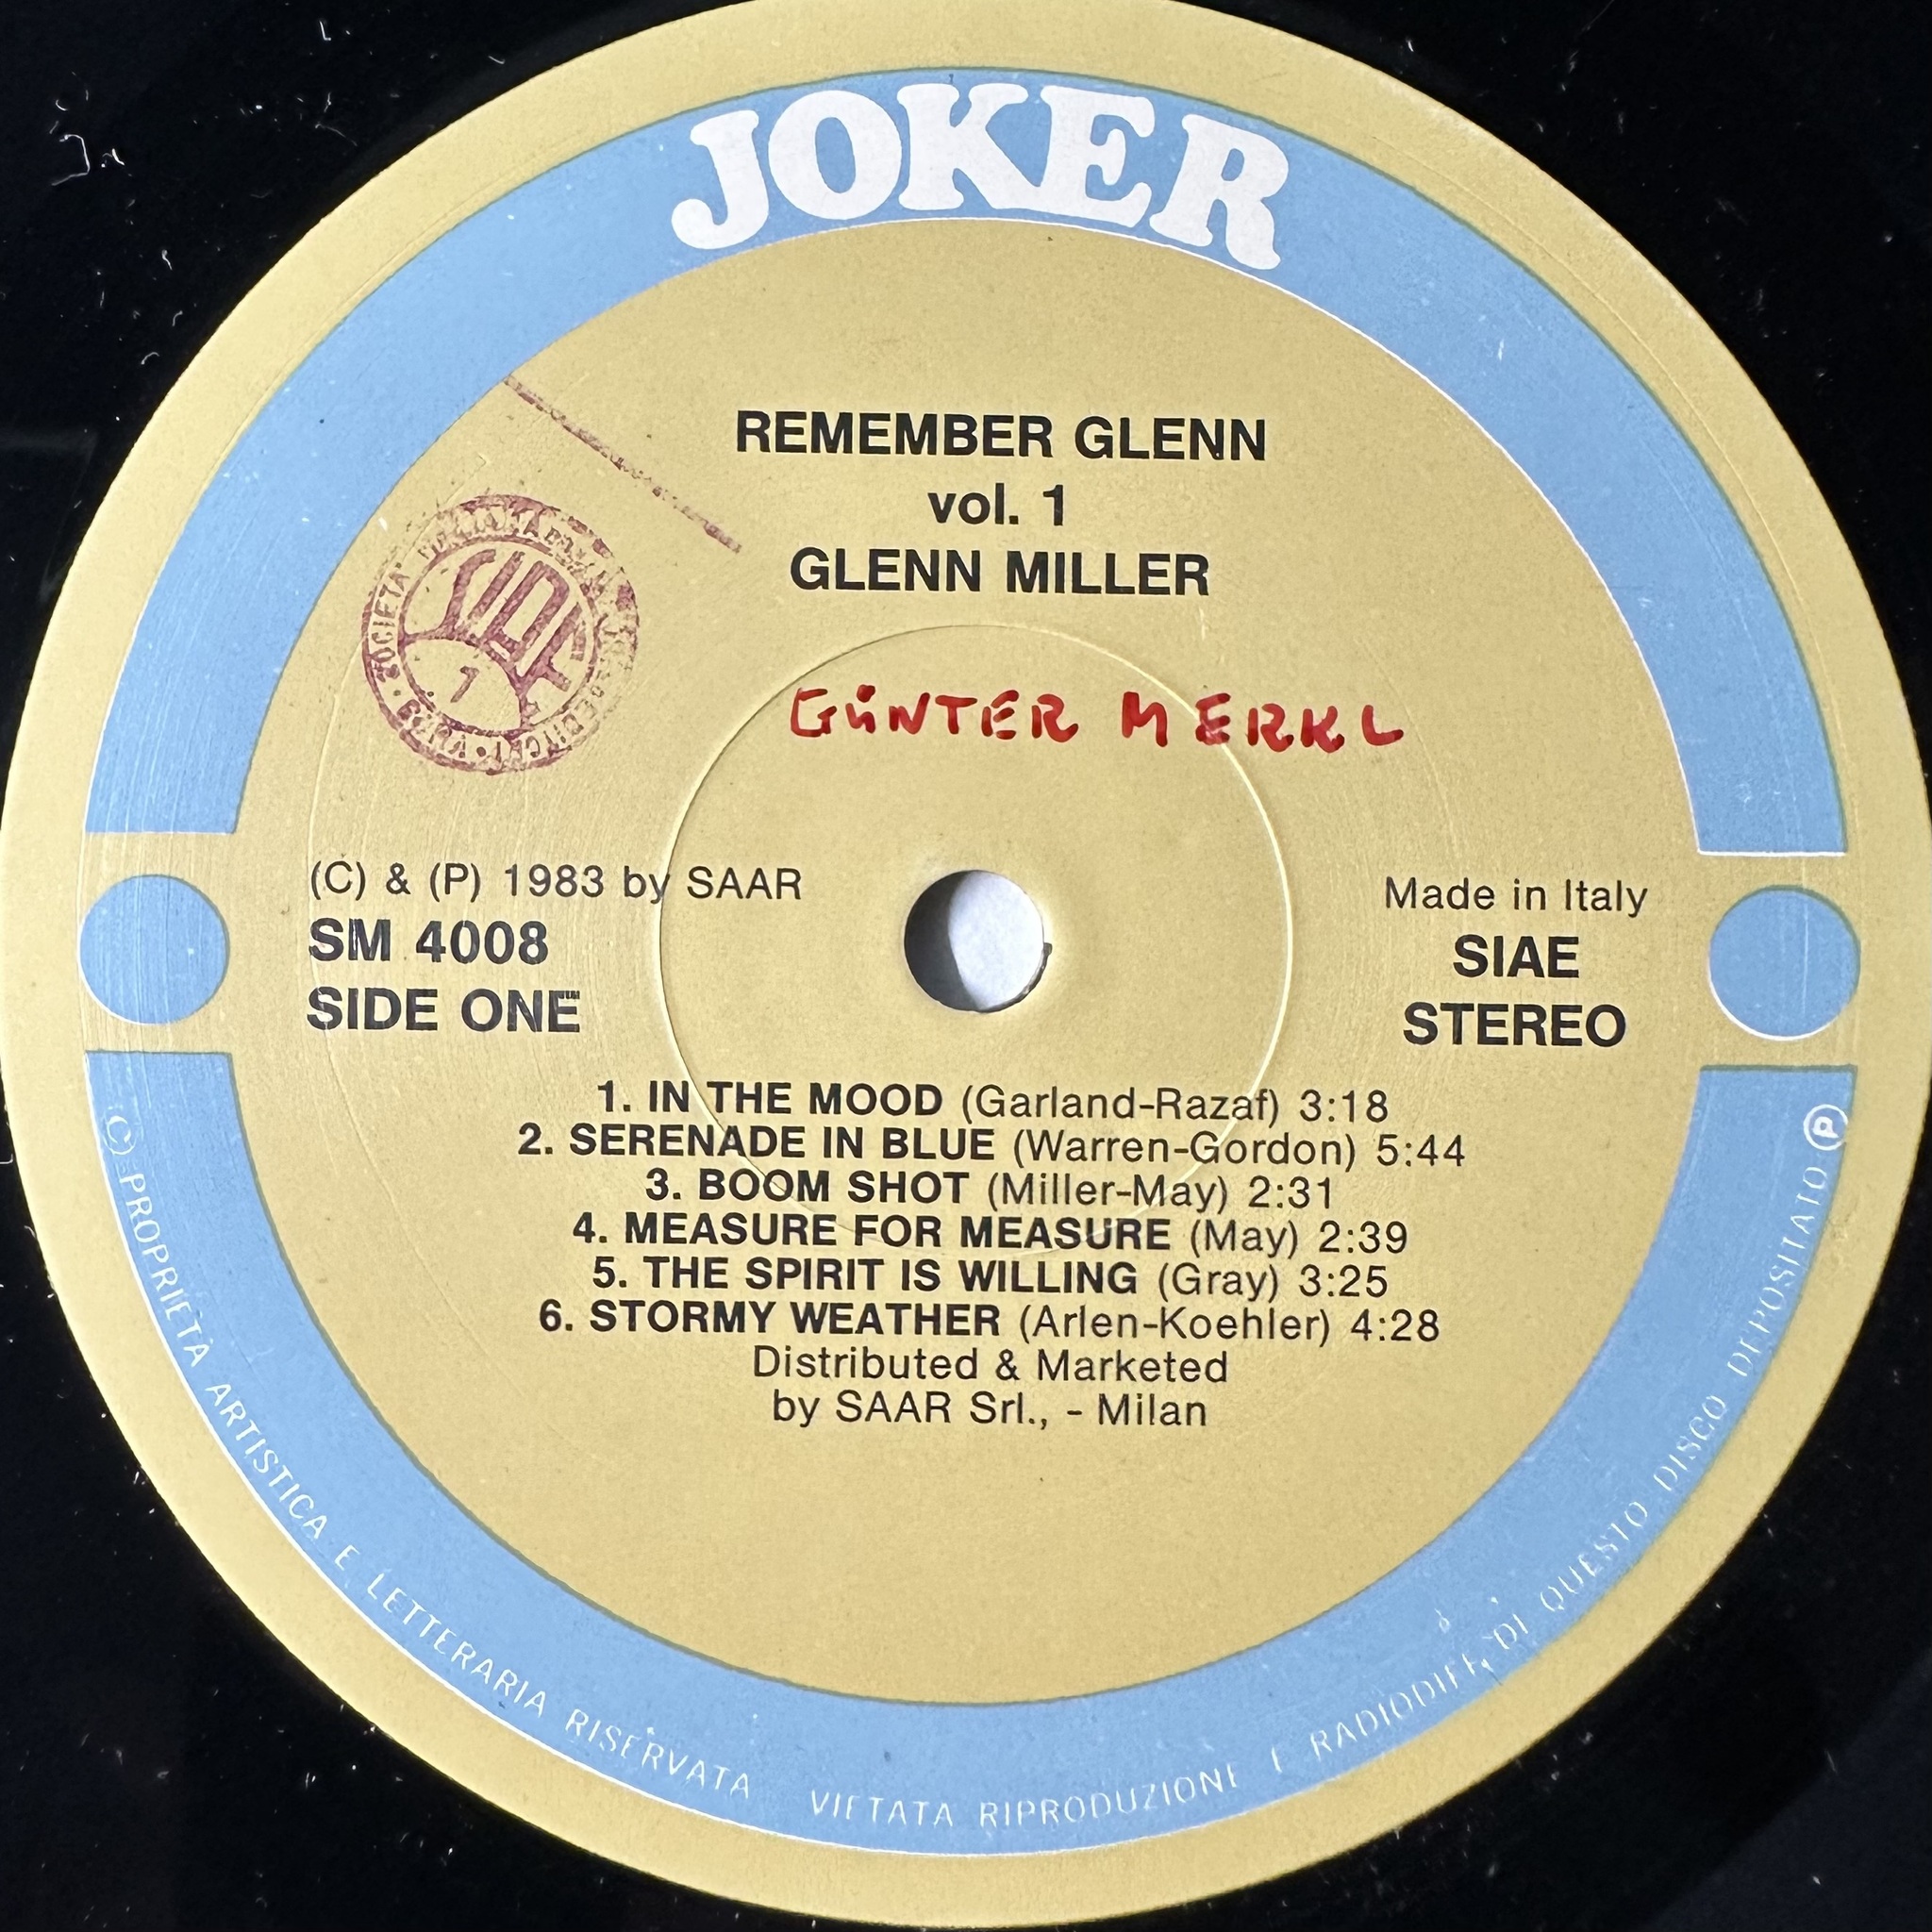 JOKER
REMEMBER GLENN
vol. 1
GLENN MILLER
SOCIETA'
SIAE
7
GÜNTER MERKL
(C) & (P) 1983 by SAAR
SM 4008
SIDE ONE
Made in Italy
SIAE
STEREO
1. IN THE MOOD (Garland-Razaf) 3:18
2. SERENADE IN BLUE (Warren-Gordon) 5:44
3. BOOM SHOT (Miller-May) 2:31
4. MEASURE FOR MEASURE (May) 2:39
5. THE SPIRIT IS WILLING (Gray) 3:25
6. STORMY WEATHER (Arlen-Koehler) 4:28
Distributed & Marketed
by SAAR Srl., - Milan
© PROPRIETÀ ARTISTICA E LETTERARIA RISERVATA VIETATA RIPRODUZIONE E RADIODIFF. DI QUESTO DISCO DEPOSITATO ℗